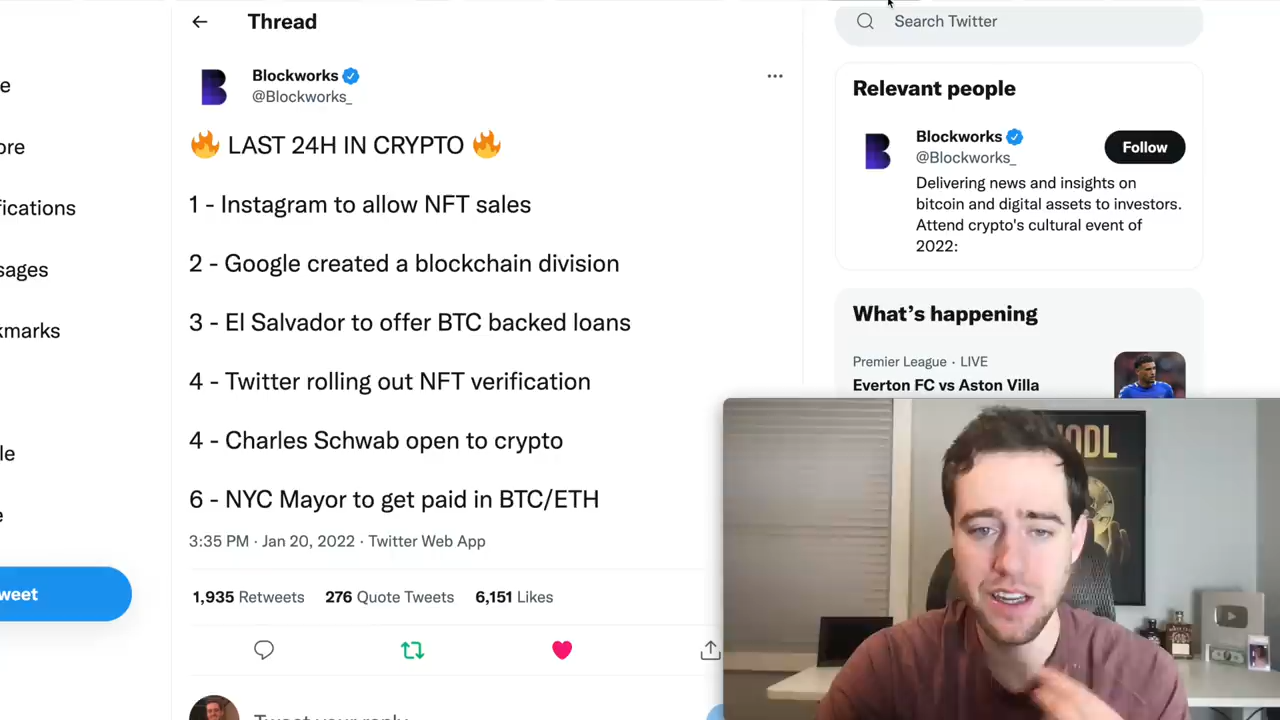 Thread
Search Twitter
e
ore
fications
sages
kmarks
le
e
weet
Blockworks
@Blockworks_
🔥 LAST 24H IN CRYPTO 🔥
1 - Instagram to allow NFT sales
2 - Google created a blockchain division
3 - El Salvador to offer BTC backed loans
4 - Twitter rolling out NFT verification
4 - Charles Schwab open to crypto
6 - NYC Mayor to get paid in BTC/ETH
3:35 PM · Jan 20, 2022 · Twitter Web App
1,935 Retweets 276 Quote Tweets 6,151 Likes
Tweet your reply
Relevant people
Blockworks
@Blockworks_
Follow
Delivering news and insights on
bitcoin and digital assets to investors.
Attend crypto's cultural event of
2022:
What's happening
Premier League · LIVE
Everton FC vs Aston Villa
ODL